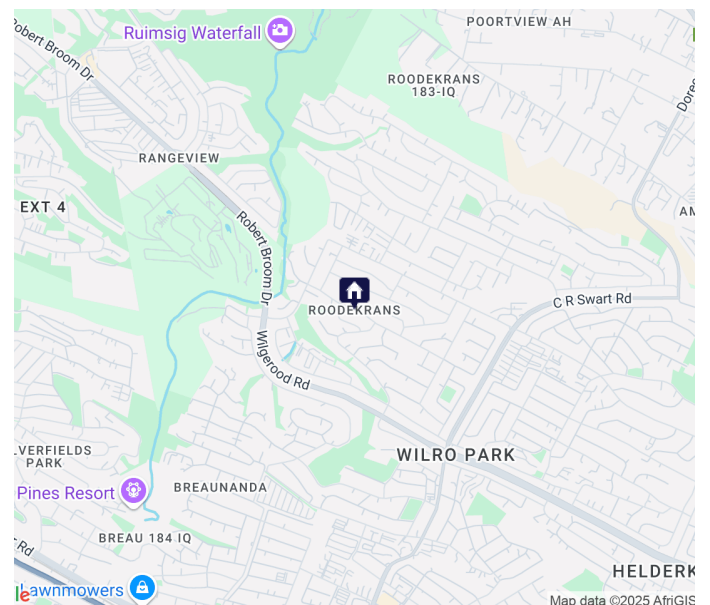 Ruimsig Waterfall
POORTVIEW AH
Robert Broom Dr
ROODEKRANS
183-IQ
RANGEVIEW
EXT 4
Robert Broom Dr
ROODEKRANS
C R Swart Rd
Wilgerood Rd
WILRO PARK
Pines Resort
BREAUNANDA
PARK
BREAU 184 IQ
Rd
HELDERK
Lawnmowers
Map data ©2025 AfriGIS